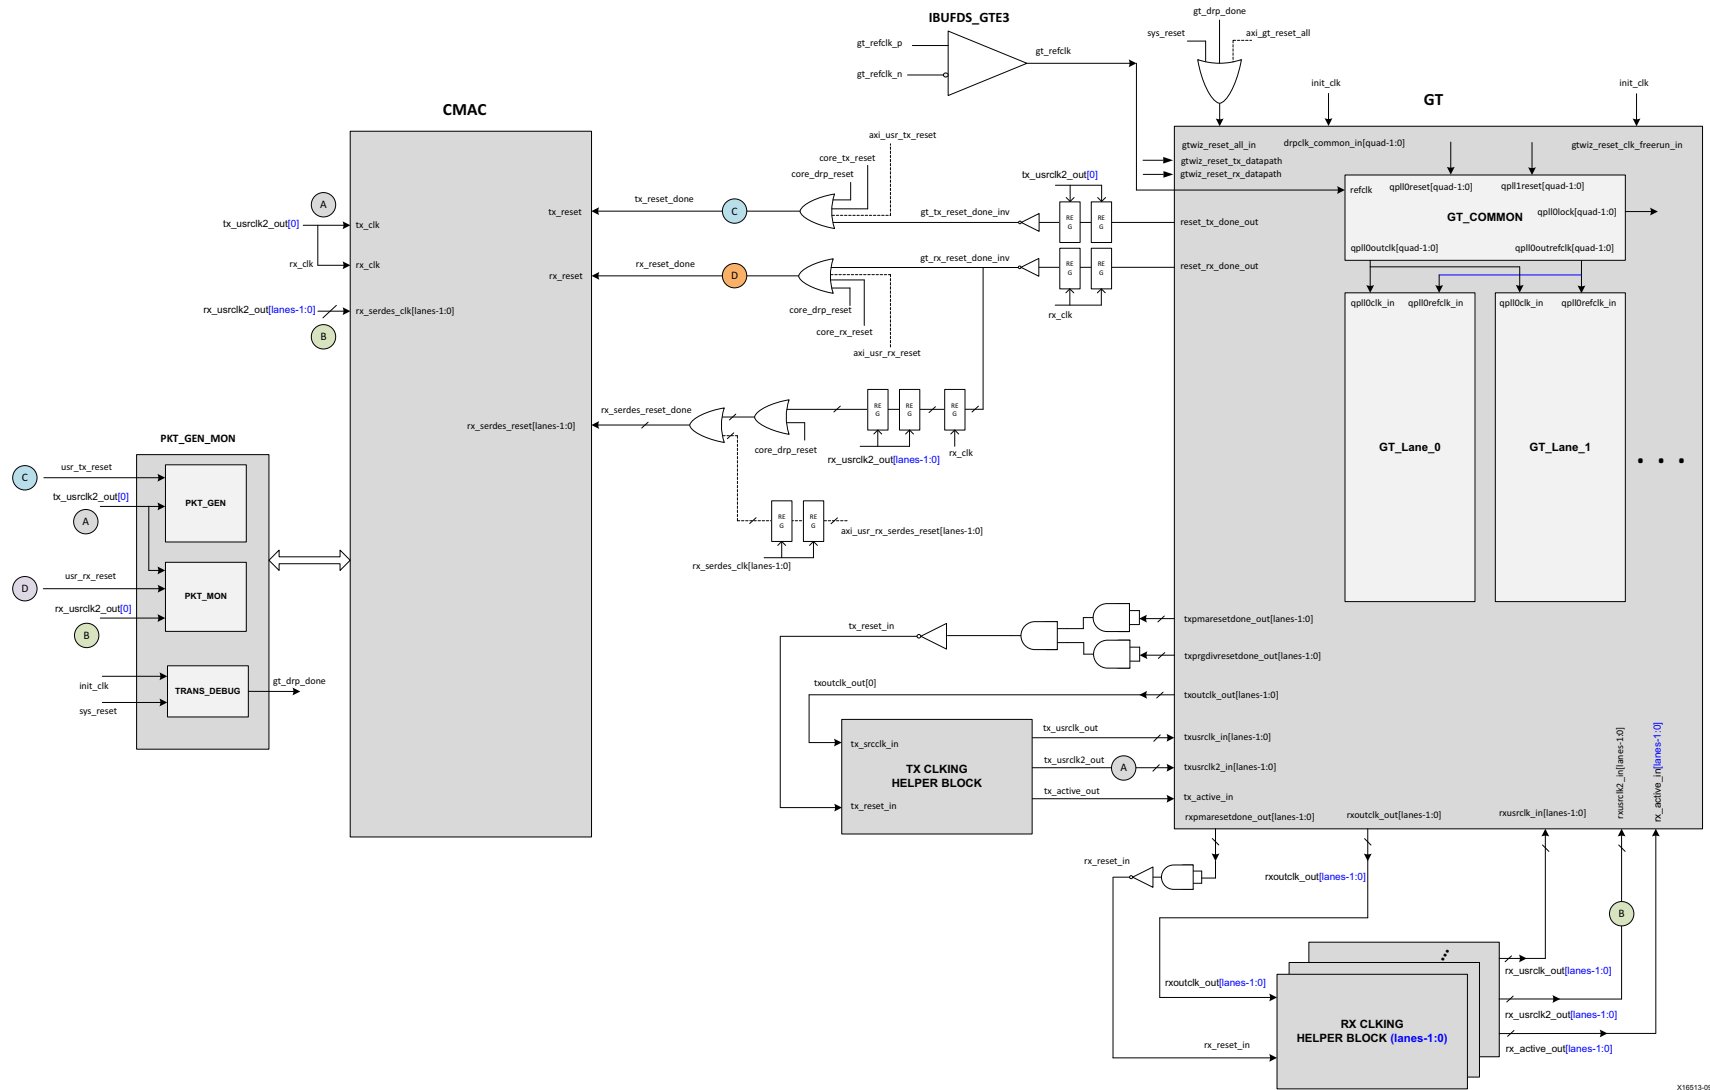 IBUFDS_GTE3
gt_refclk_p
gt_refclk_n
gt_refclk
gt_drp_done
sys_reset
axi_gt_reset_all
init_clk
GT
init_clk
CMAC
A
tx_usrclk2_out[0]
tx_clk
rx_clk
rx_clk
rx_usrclk2_out[lanes-1:0]
rx_serdes_clk[lanes-1:0]
B
tx_reset
rx_reset
rx_serdes_reset[lanes-1:0]
tx_reset_done
C
axi_usr_tx_reset
core_tx_reset
core_drp_reset
gt_tx_reset_done_inv
tx_usrclk2_out[0]
RE
G
RE
G
rx_reset_done
D
gt_rx_reset_done_inv
RE
G
RE
G
rx_clk
core_drp_reset
core_rx_reset
axi_usr_rx_reset
rx_serdes_reset_done
core_drp_reset
RE
G
RE
G
RE
G
rx_usrclk2_out[lanes-1:0]
rx_clk
RE
G
RE
G
axi_usr_rx_serdes_reset[lanes-1:0]
rx_serdes_clk[lanes-1:0]
gtwiz_reset_all_in
gtwiz_reset_tx_datapath
gtwiz_reset_rx_datapath
drpclk_common_in[quad-1:0]
gtwiz_reset_clk_freerun_in
refclk
qpll0reset[quad-1:0]
qpll1reset[quad-1:0]
GT_COMMON
qpll0lock[quad-1:0]
qpll0outclk[quad-1:0]
qpll0outrefclk[quad-1:0]
reset_tx_done_out
reset_rx_done_out
qpll0clk_in
qpll0refclk_in
GT_Lane_0
qpll0clk_in
qpll0refclk_in
GT_Lane_1
PKT_GEN_MON
C
usr_tx_reset
tx_usrclk2_out[0]
A
PKT_GEN
D
usr_rx_reset
rx_usrclk2_out[0]
B
PKT_MON
init_clk
sys_reset
TRANS_DEBUG
gt_drp_done
tx_reset_in
txpmaresetdone_out[lanes-1:0]
txprgdivresetdone_out[lanes-1:0]
txoutclk_out[0]
txoutclk_out[lanes-1:0]
tx_srcclk_in
TX CLKING
HELPER BLOCK
tx_reset_in
tx_usrclk_out
tx_usrclk2_out
A
tx_active_out
txusrclk_in[lanes-1:0]
txusrclk2_in[lanes-1:0]
tx_active_in
rxpmaresetdone_out[lanes-1:0]
rxoutclk_out[lanes-1:0]
rxusrclk_in[lanes-1:0]
rxusrclk2_in[lanes-1:0]
rx_active_in[lanes-1:0]
rx_reset_in
rxoutclk_out[lanes-1:0]
B
rxoutclk_out[lanes-1:0]
rx_reset_in
RX CLKING
HELPER BLOCK (lanes-1:0)
rx_usrclk_out[lanes-1:0]
rx_usrclk2_out[lanes-1:0]
rx_active_out[lanes-1:0]